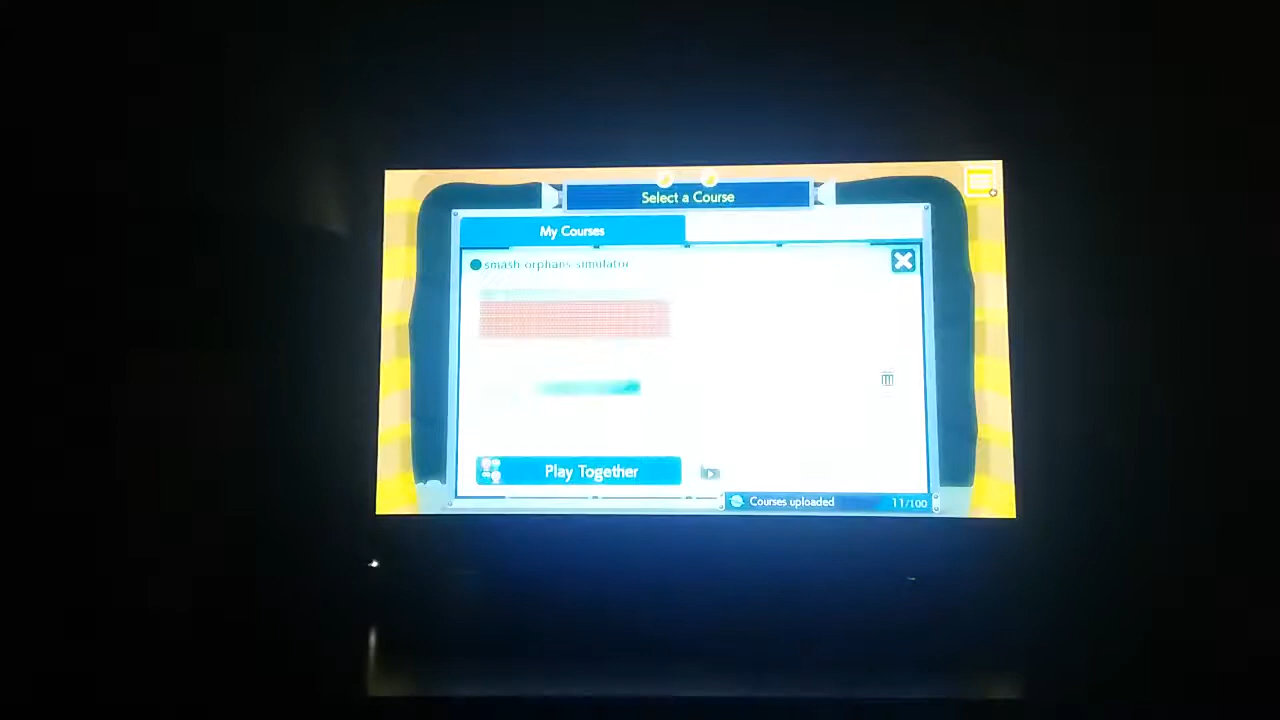 Select a Course
My Courses
smash orphans simulator
Play Together
Courses uploaded 11/100